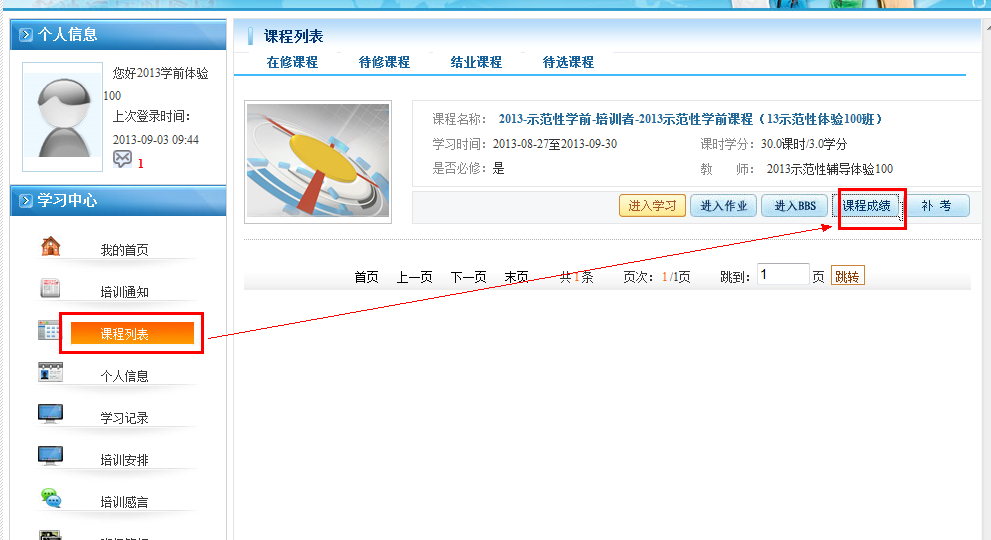 个人信息
您好2013学前体验
100
上次登录时间：
2013-09-03 09:44
1
学习中心
我的首页
培训通知
课程列表
个人信息
学习记录
培训安排
培训感言
课程列表
在修课程 待修课程 结业课程 待选课程
课程名称： 2013-示范性学前-培训者-2013示范性学前课程（13示范性体验100班）
学习时间：2013-08-27至2013-09-30 课时学分：30.0课时/3.0学分
是否必修：是 教 师： 2013示范性辅导体验100
进入学习 进入作业 进入BBS 课程成绩 补 考
首页 上一页 下一页 末页 共1条 页次：1/1页 跳到： 1 页 跳转